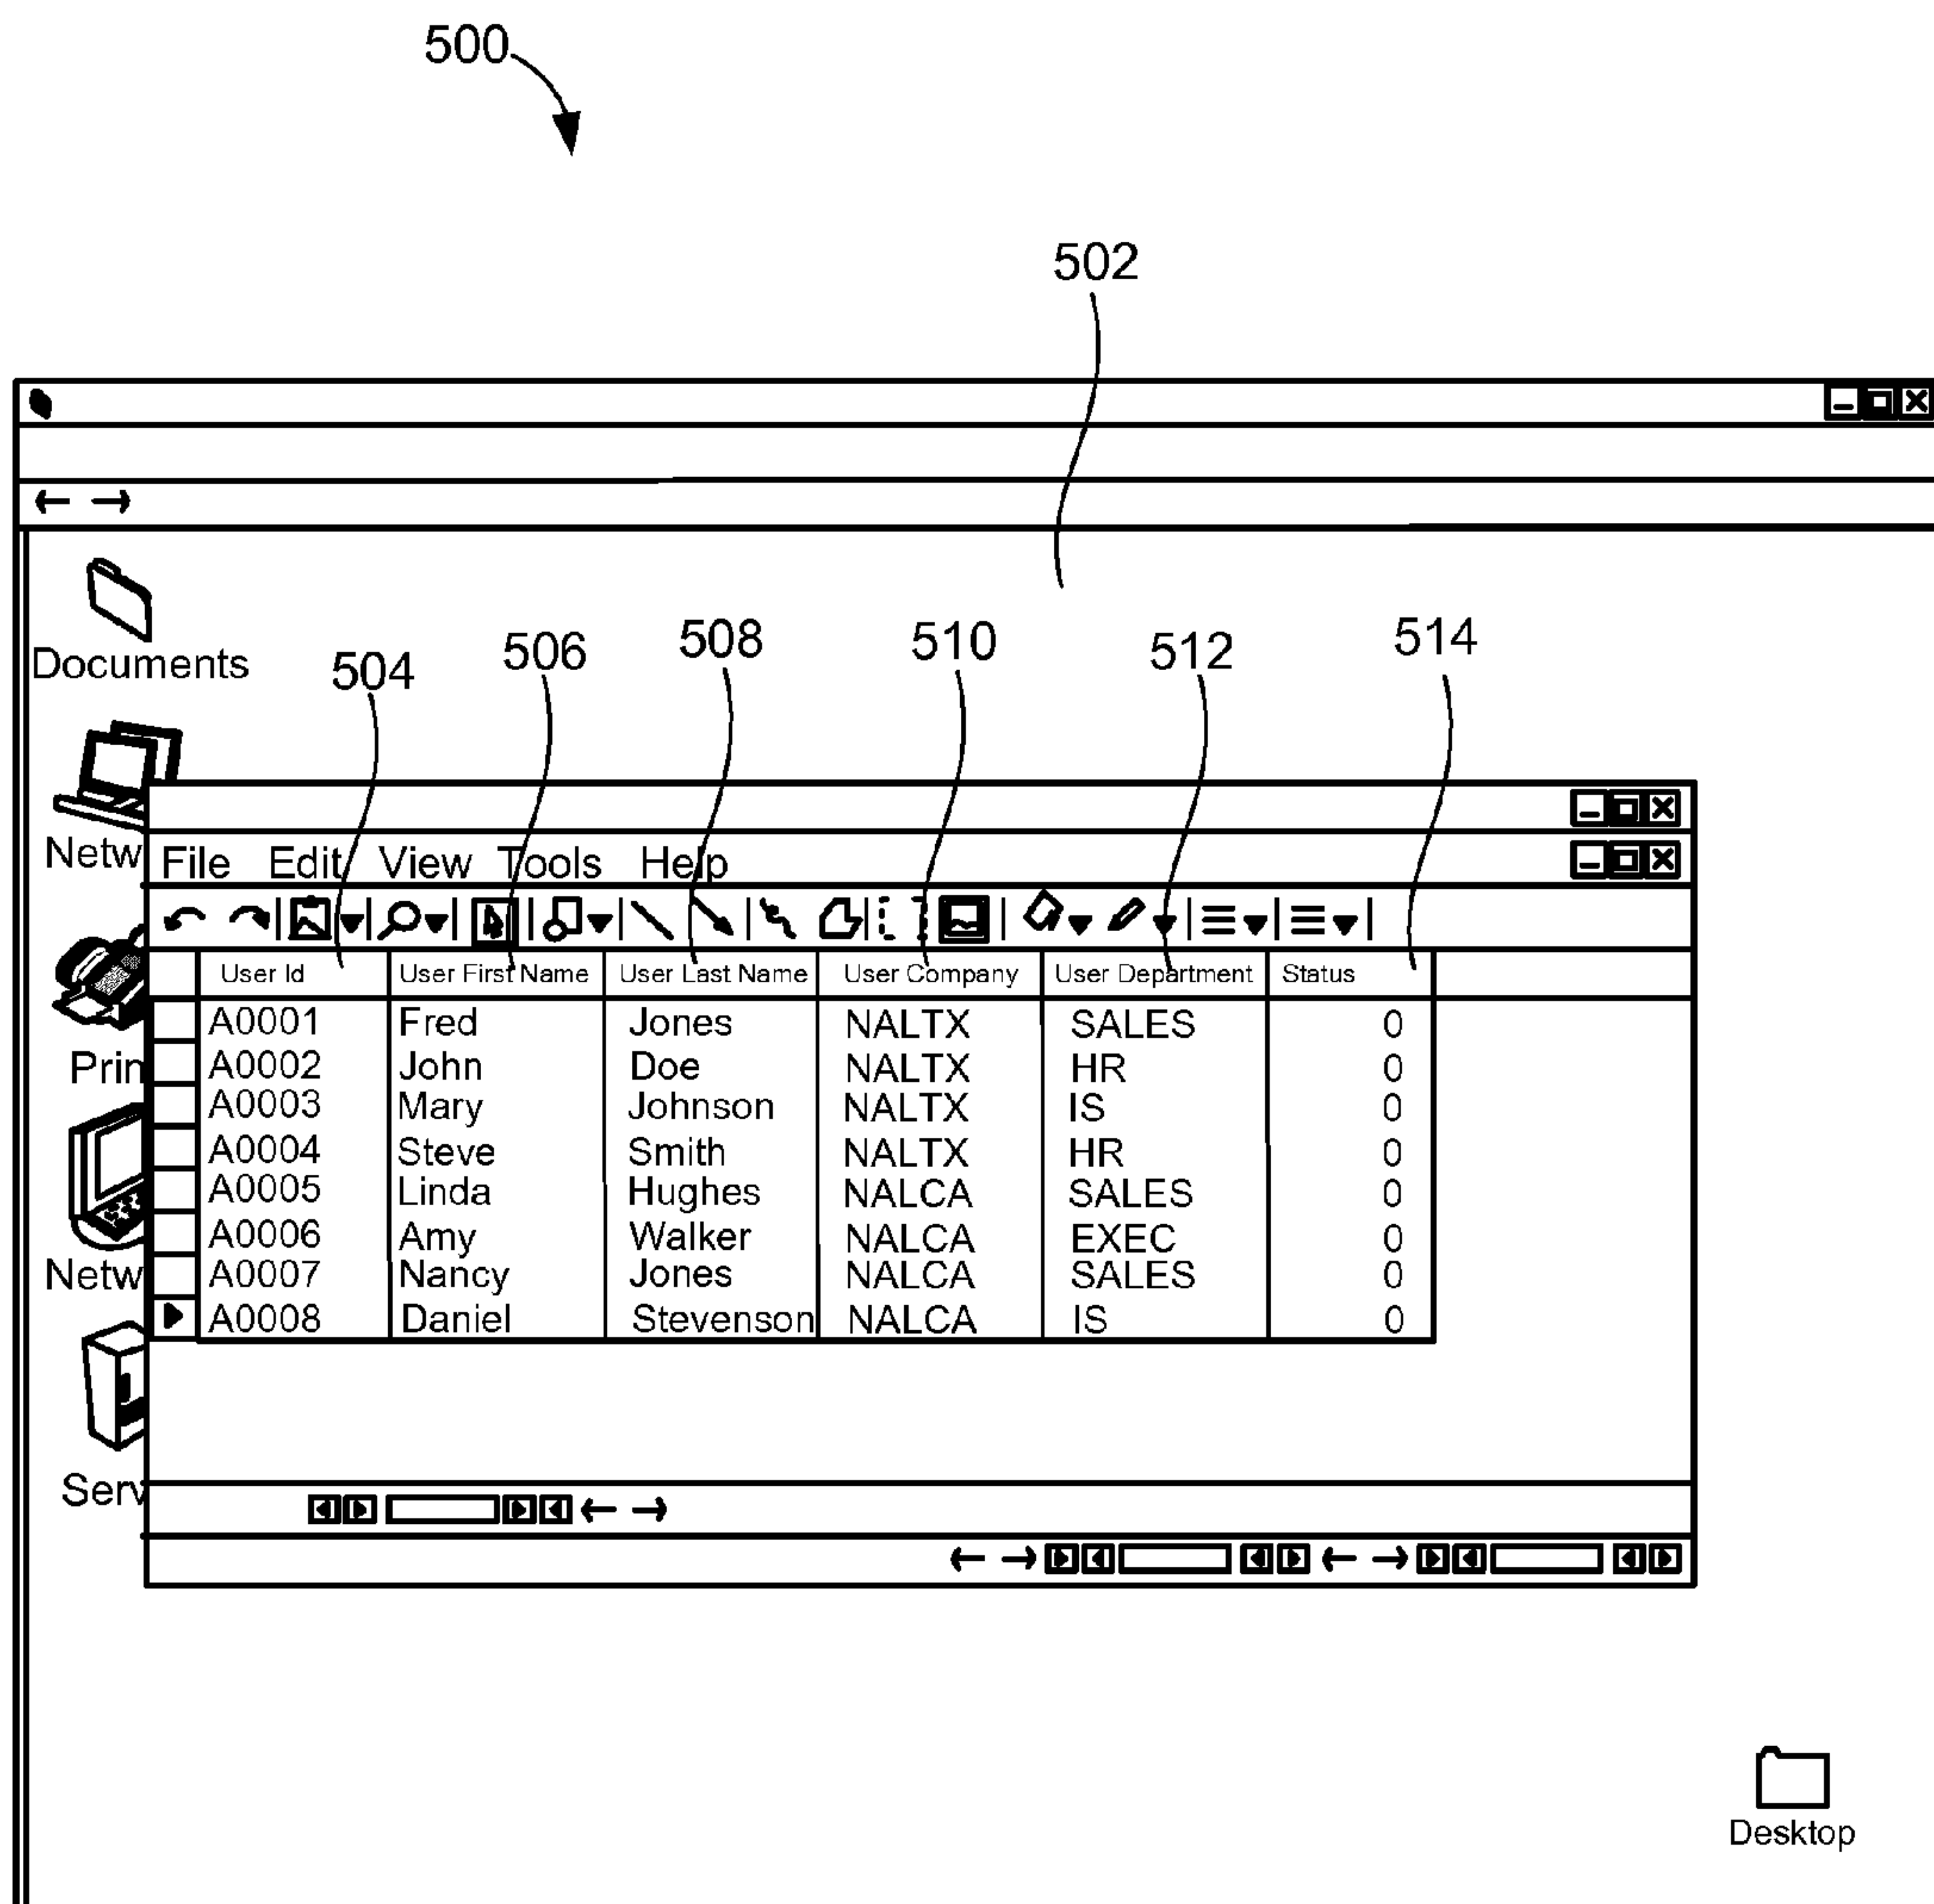 500
502
Documents
504 506 508 510 512 514
Netw
File Edit View Tools Help
User Id User First Name User Last Name User Company User Department Status
A0001 Fred Jones NALTX SALES 0
A0002 John Doe NALTX HR 0
Prin
A0003 Mary Johnson NALTX IS 0
A0004 Steve Smith NALTX HR 0
A0005 Linda Hughes NALCA SALES 0
A0006 Amy Walker NALCA EXEC 0
Netw
A0007 Nancy Jones NALCA SALES 0
A0008 Daniel Stevenson NALCA IS 0
Serv
Desktop